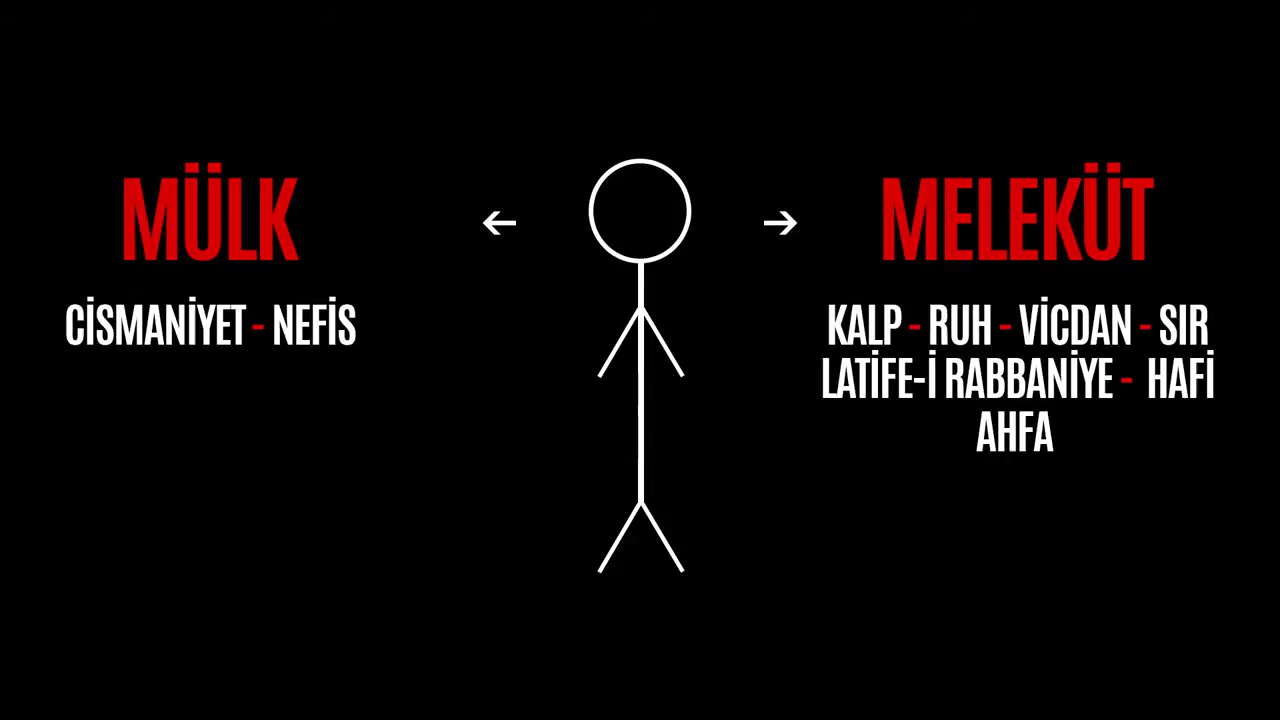 MÜLK
CİSMANİYET - NEFİS
MELEKÜT
KALP - RUH - VİCDAN - SIR
LATİFE-İ RABBANİYE - HAFİ
AHFA